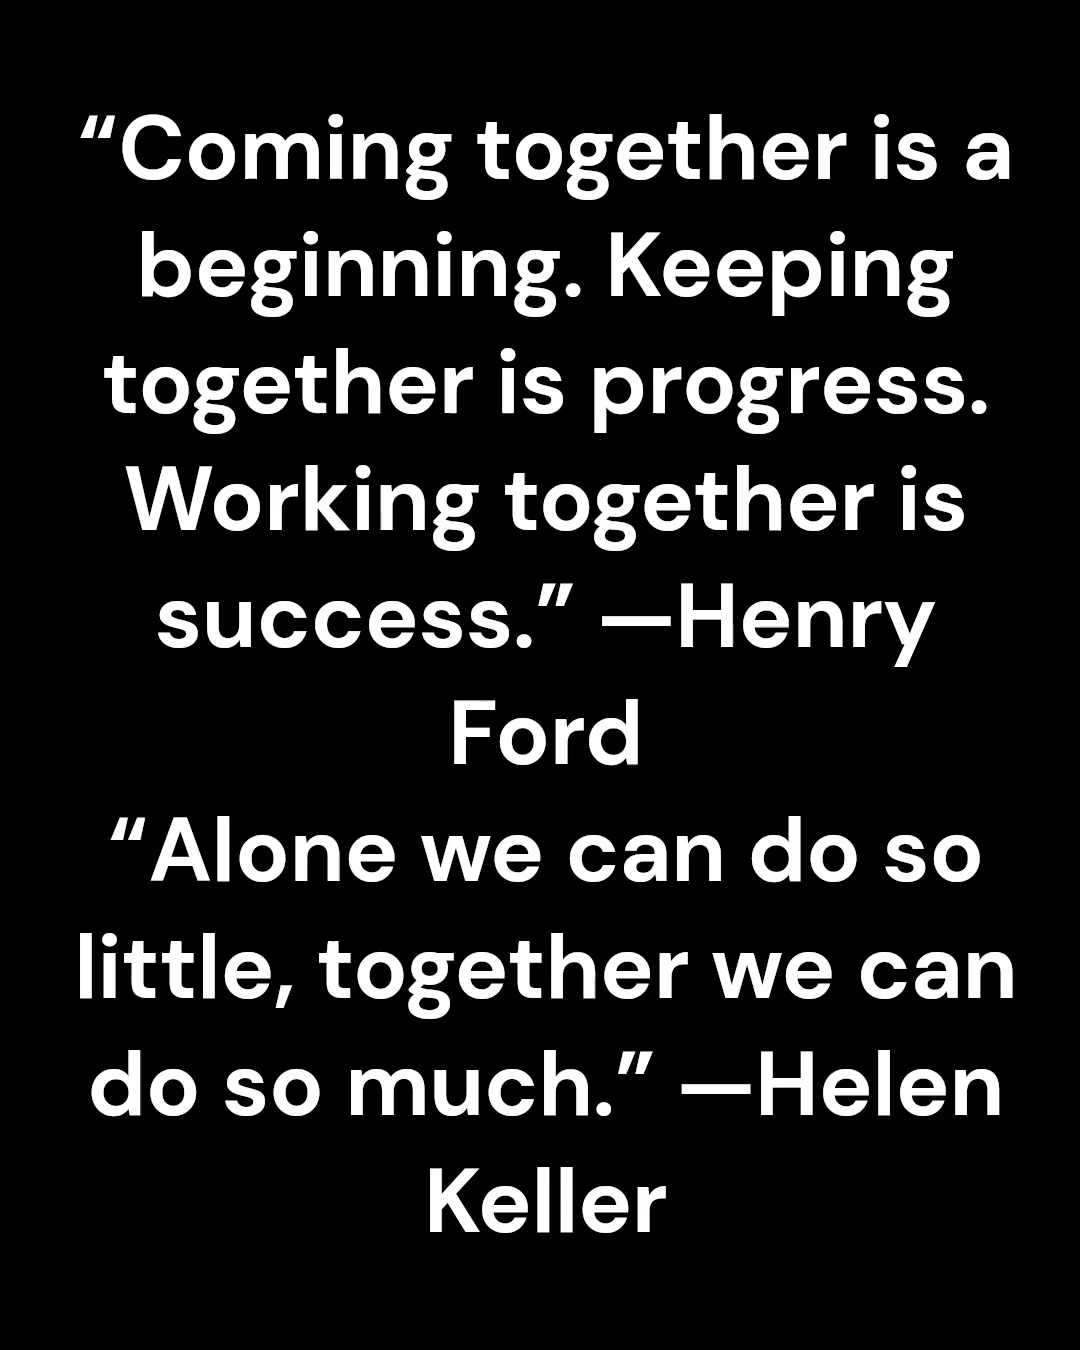 “Coming together is a
beginning. Keeping
together is progress.
Working together is
success.” —Henry
Ford
“Alone we can do so
little, together we can
do so much.” —Helen
Keller